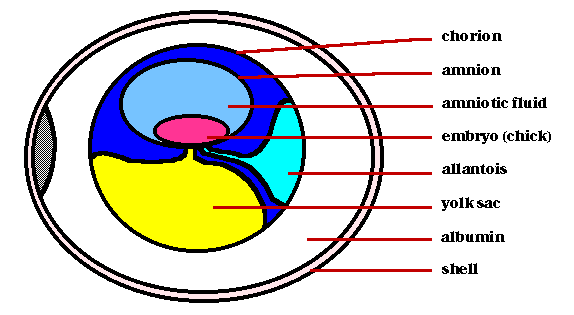 chorion
amnion
amniotic fluid
embryo (chick)
allantois
yolk sac
albumin
shell